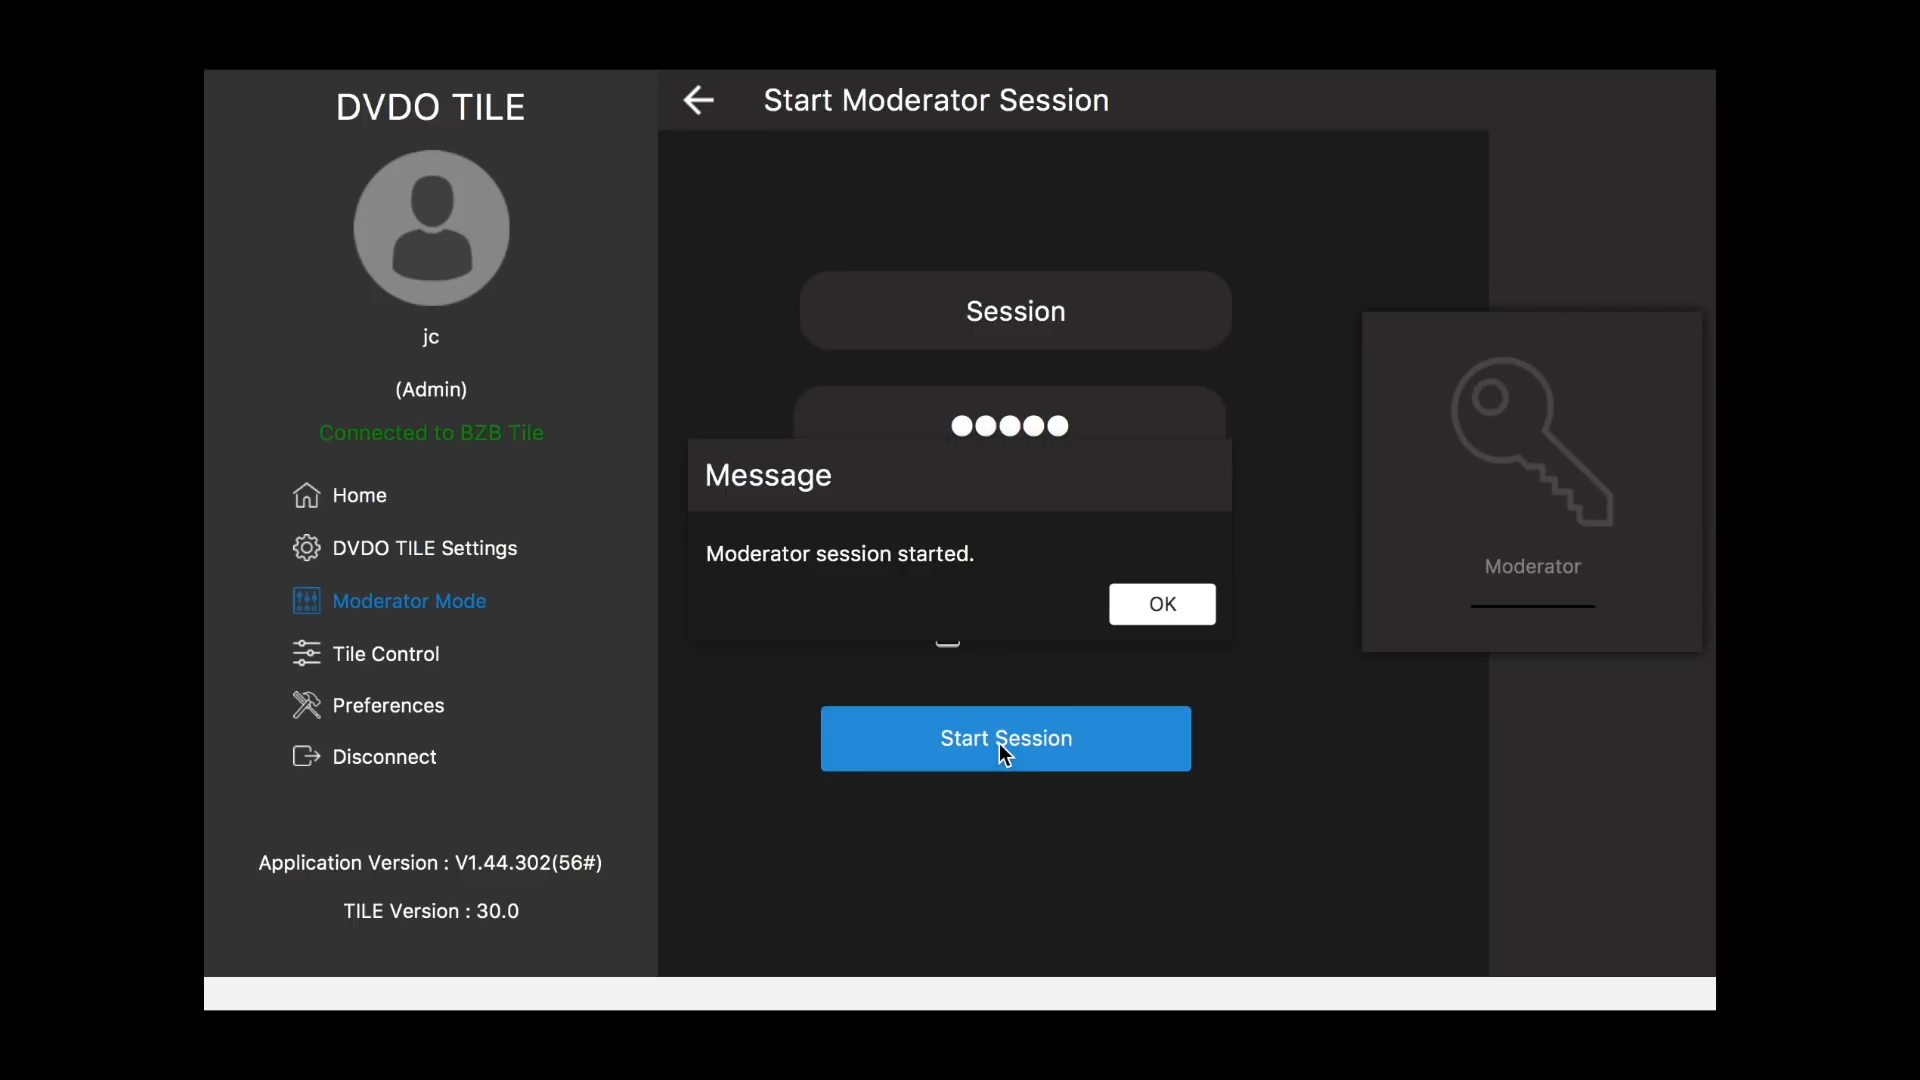 DVDO TILE
jc
(Admin)
Connected to BZB Tile
Home
DVDO TILE Settings
Moderator Mode
Tile Control
Preferences
Disconnect
Application Version : V1.44.302(56#)
TILE Version : 30.0
Start Moderator Session
Session
●●●●●
Message
Moderator session started.
OK
Start Session
Moderator